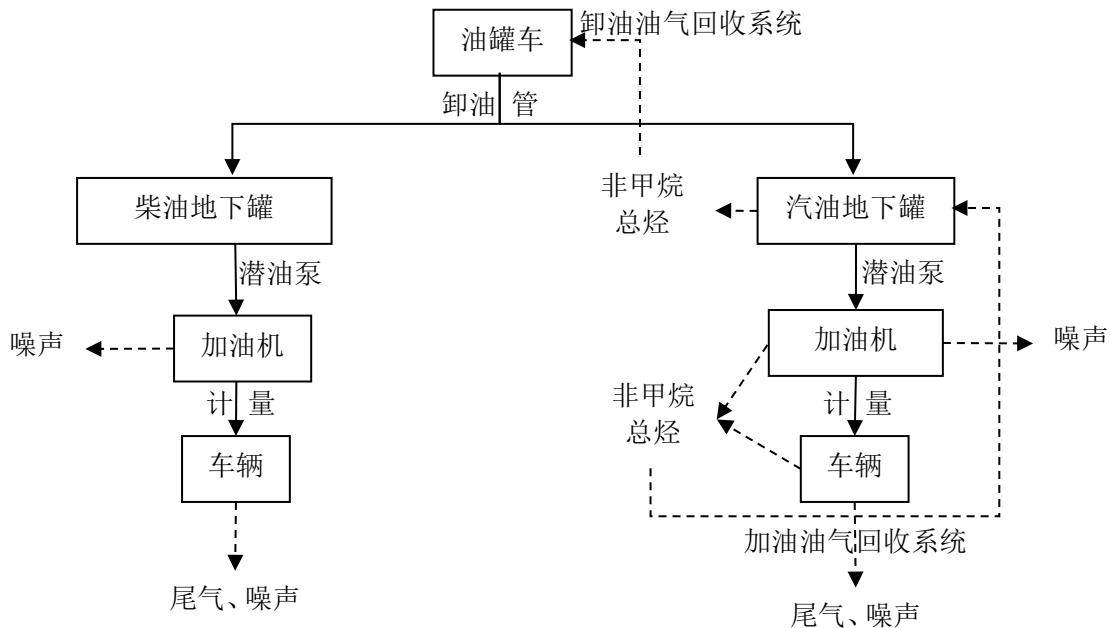 油罐车
卸油油气回收系统
卸油 管
柴油地下罐
非甲烷
总烃
汽油地下罐
潜油泵
潜油泵
噪声
加油机
加油机
噪声
计 量
非甲烷
总烃
计 量
车辆
车辆
加油油气回收系统
尾气、噪声
尾气、噪声